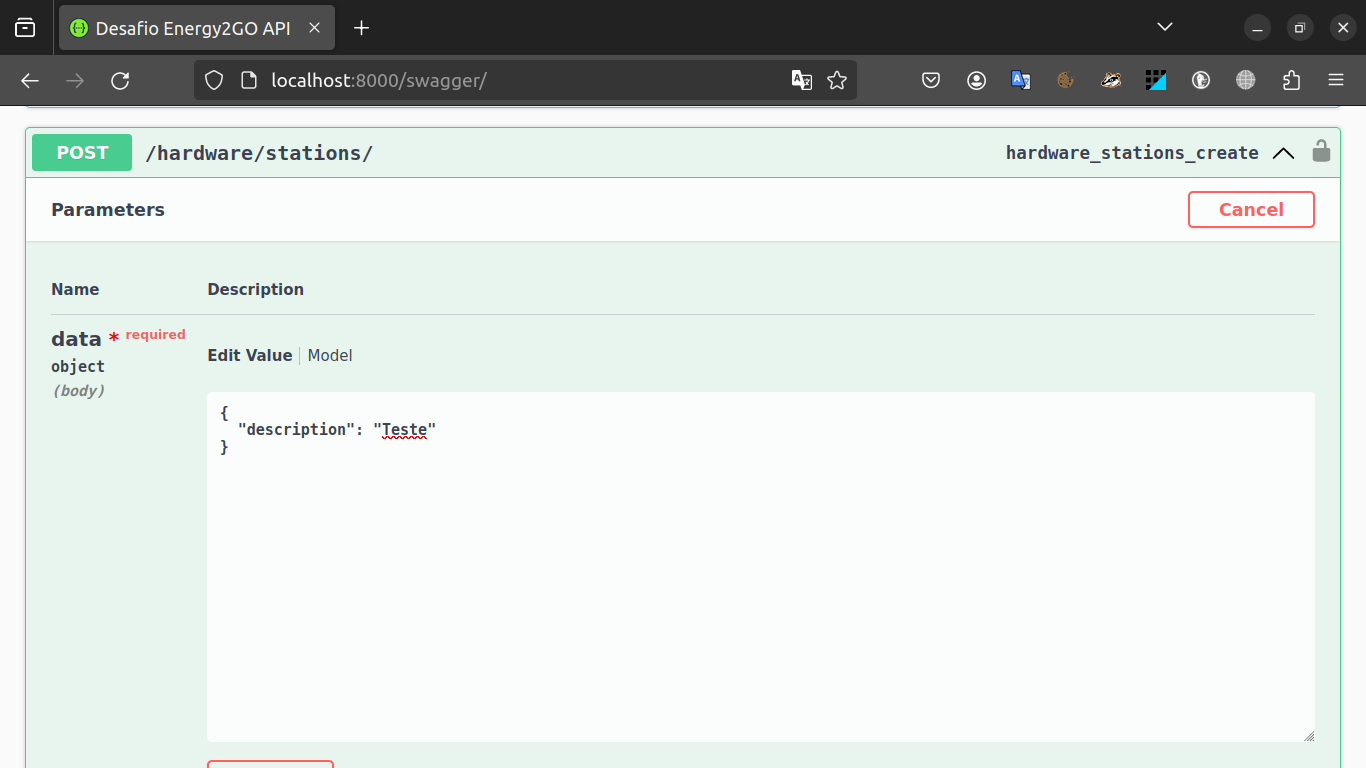 Desafio Energy2GO API
localhost:8000/swagger/
POST /hardware/stations/ hardware_stations_create
Parameters Cancel
Name Description
data * required
object
(body)
Edit Value Model
{
"description": "Teste"
}